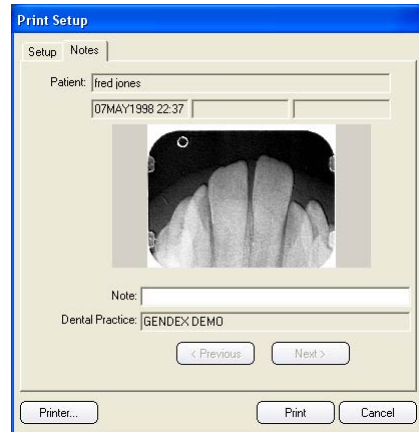 Print Setup
Setup Notes
Patient: fred jones
07MAY1998 22:37
Note:
Dental Practice: GENDEX DEMO
< Previous Next >
Printer... Print Cancel